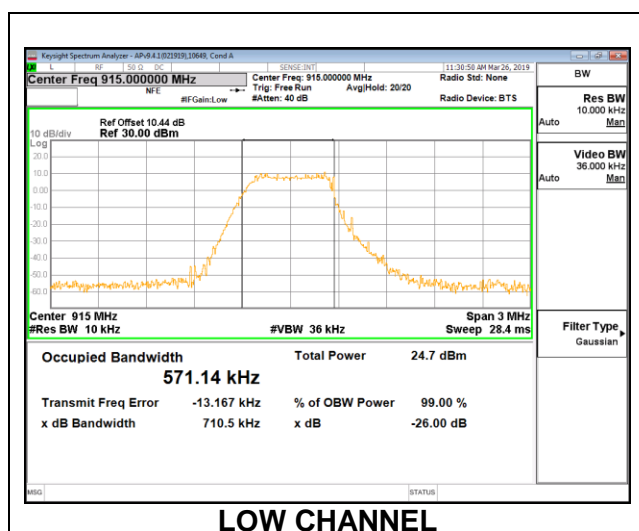 Keysight Spectrum Analyzer - APv9.4.1(021919),10649, Cond A
L RF 50 Ω DC SENSE:INT 11:30:50 AM Mar 26, 2019
Center Freq 915.000000 MHz Center Freq: 915.000000 MHz Radio Std: None
NFE Trig: Free Run Avg|Hold: 20/20
#IFGain:Low #Atten: 40 dB Radio Device: BTS
BW
Res BW
10.000 kHz
Auto Man
Video BW
36.000 kHz
Auto Man
Filter Type
Gaussian
Ref Offset 10.44 dB
10 dB/div Ref 30.00 dBm
Log
20.0
10.0
0.00
-10.0
-20.0
-30.0
-40.0
-50.0
-60.0
Center 915 MHz Span 3 MHz
#Res BW 10 kHz #VBW 36 kHz Sweep 28.4 ms
Occupied Bandwidth Total Power 24.7 dBm
571.14 kHz
Transmit Freq Error -13.167 kHz % of OBW Power 99.00 %
x dB Bandwidth 710.5 kHz x dB -26.00 dB
MSG STATUS
LOW CHANNEL